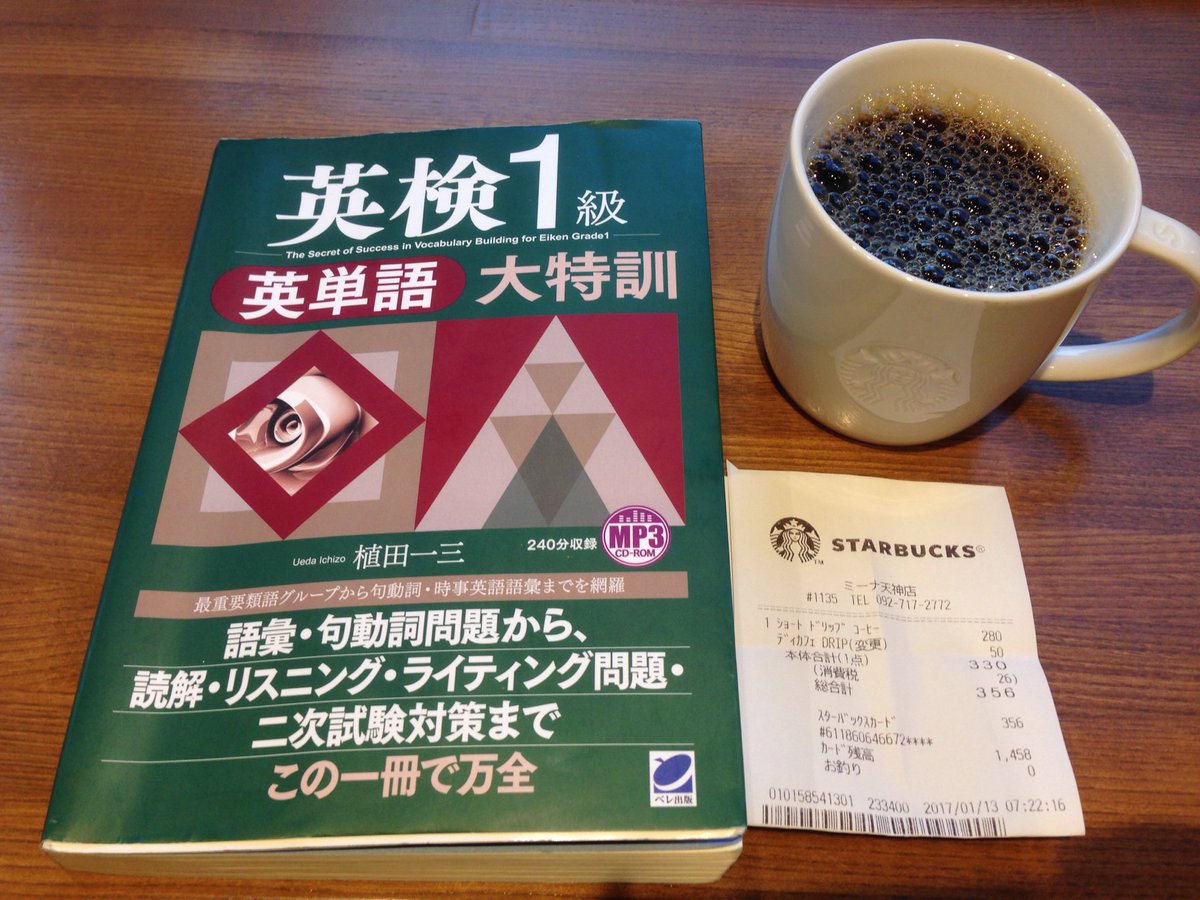 英検1級
The Secret of Success in Vocabulary Building for Eiken Grade1
英単語 大特訓
MP3
CD-ROM
240分収録
Ueda Ichizo 植田一三
最重要類語グループから句動詞・時事英語語彙までを網羅
語彙・句動詞問題から、
読解・リスニング・ライティング問題・
二次試験対策まで
この一冊で万全
ベレ出版
STARBUCKS®
ミーナ天神店
#1135 TEL 092-717-2772
1 ショート ドリップ コーヒー 280
ディカフェ DRIP(変更) 50
本体合計(1点) 330
(消費税 26)
総合計 356
スターバックスカード 356
#611860646672****
カード残高 1,458
お釣り 0
010158541301 233400 2017/01/13 07:22:16